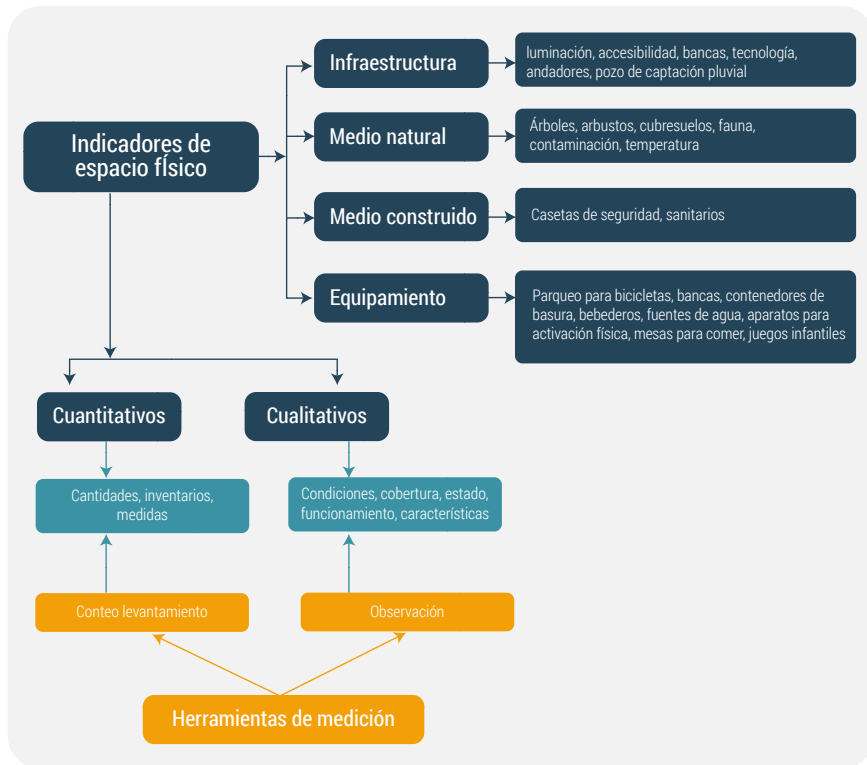 Indicadores de
espacio físico
Infraestructura
iluminación, accesibilidad, bancas, tecnología,
andadores, pozo de captación pluvial
Medio natural
Árboles, arbustos, cubresuelos, fauna,
contaminación, temperatura
Medio construido
Casetas de seguridad, sanitarios
Equipamiento
Parqueo para bicicletas, bancas, contenedores de
basura, bebederos, fuentes de agua, aparatos para
activación física, mesas para comer, juegos infantiles
Cuantitativos
Cualitativos
Cantidades, inventarios,
medidas
Condiciones, cobertura, estado,
funcionamiento, características
Conteo levantamiento
Observación
Herramientas de medición